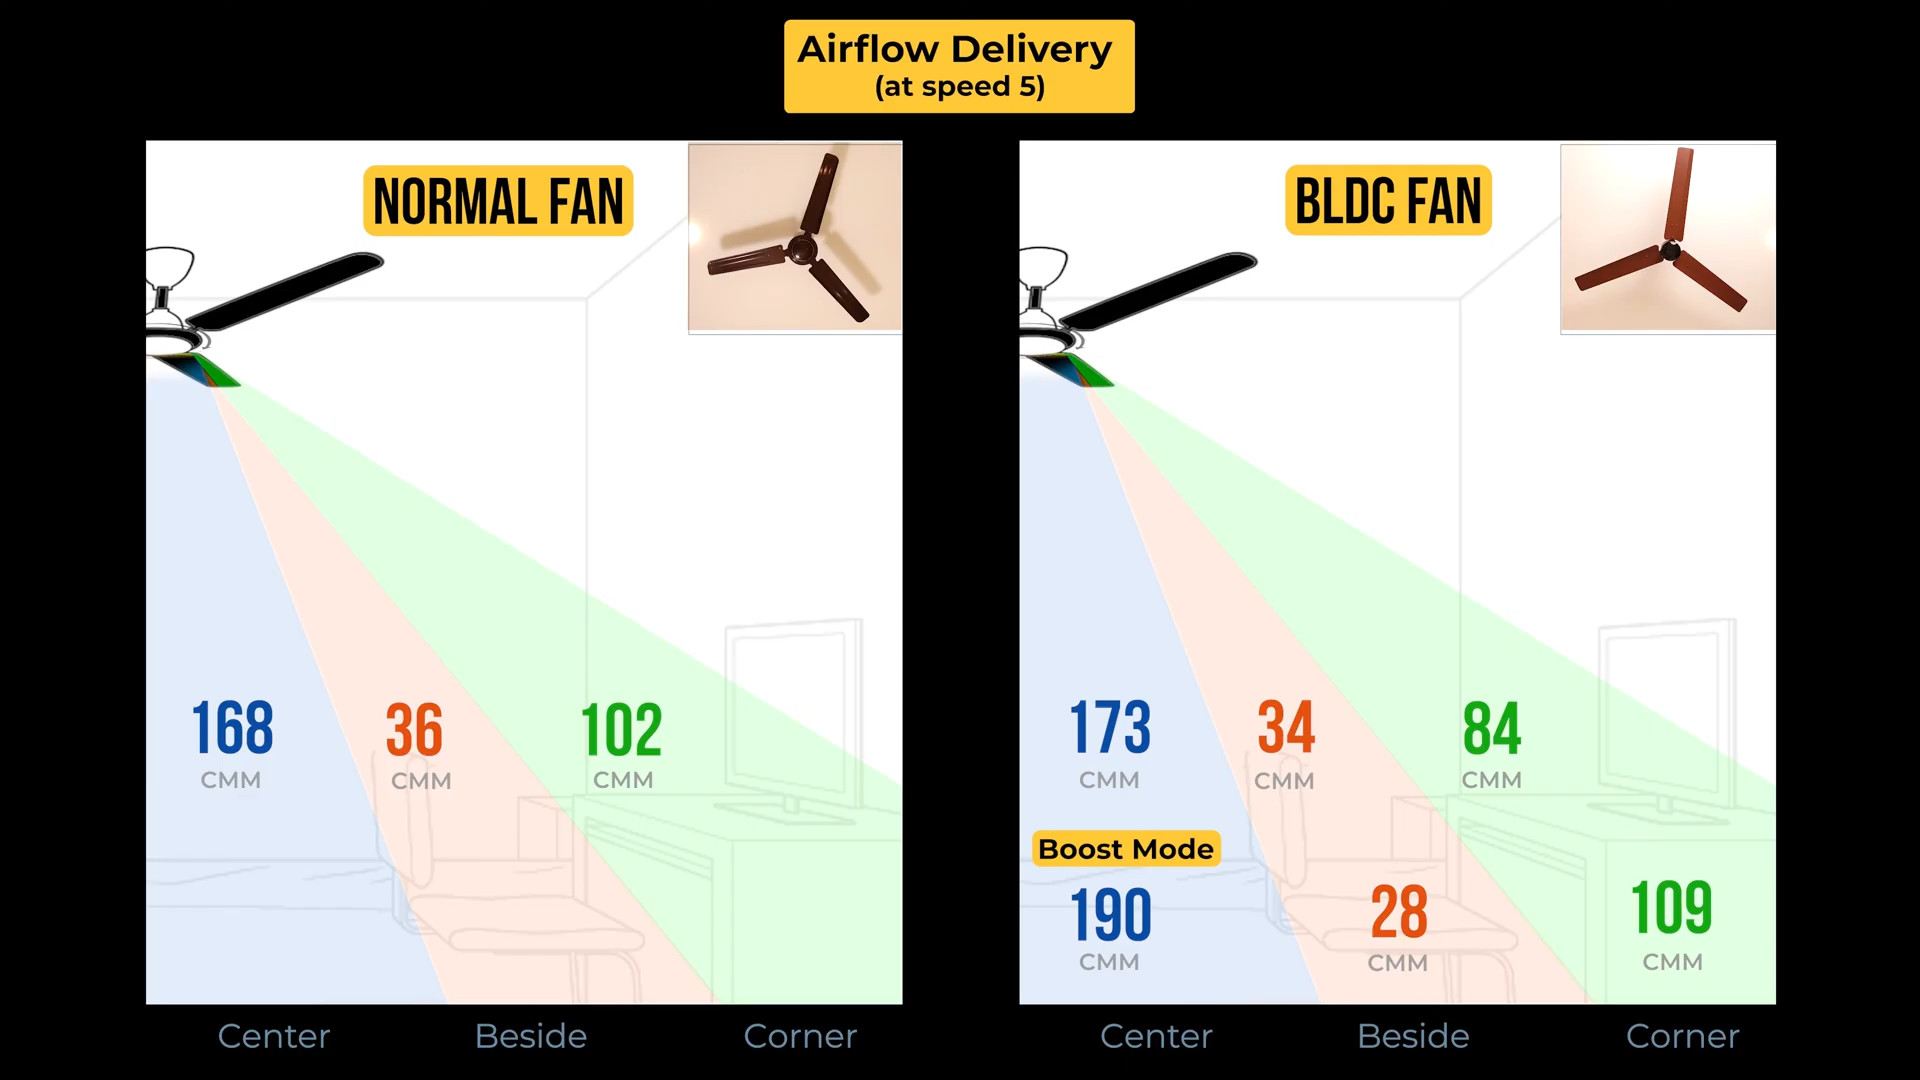 Airflow Delivery
(at speed 5)
NORMAL FAN
168
CMM
36
CMM
102
CMM
Center
Beside
Corner
BLDC FAN
173
CMM
34
CMM
84
CMM
Boost Mode
190
CMM
28
CMM
109
CMM
Center
Beside
Corner